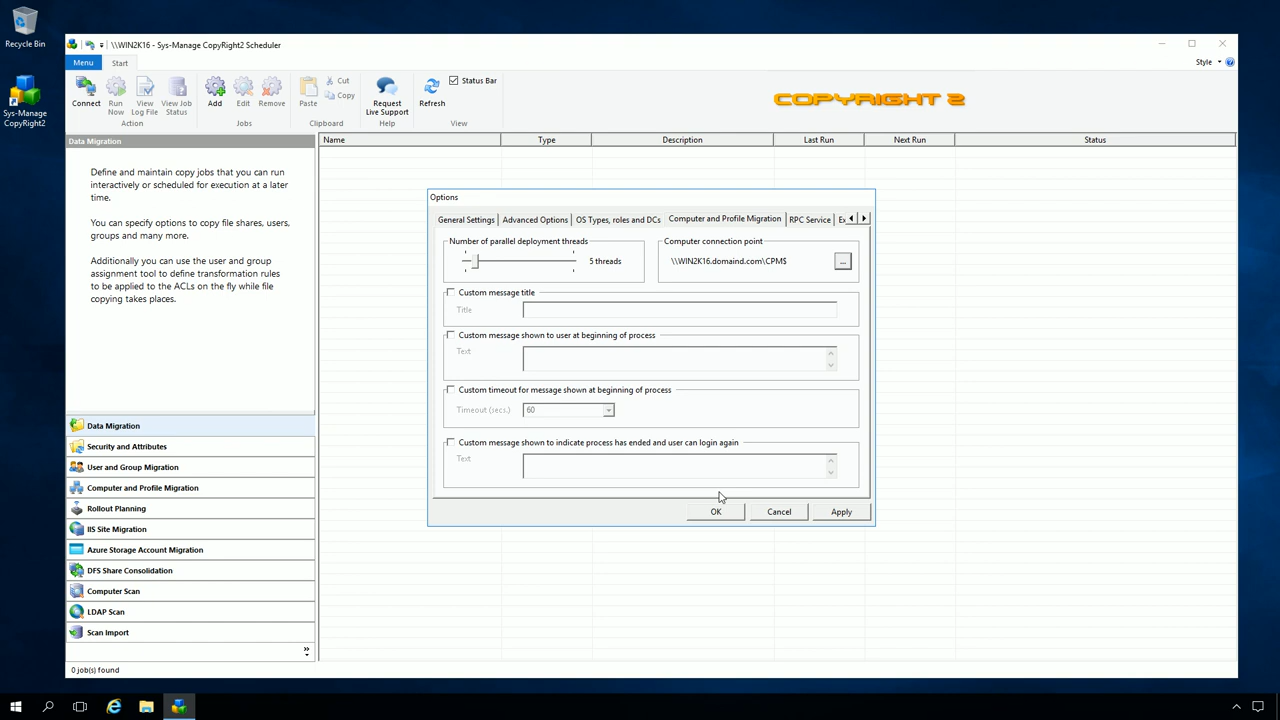 Recycle Bin
Sys-Manage
CopyRight2
\\WIN2K16 - Sys-Manage CopyRight2 Scheduler
Menu
Start
Style
Connect
Run
Now
View
Log File
View Job
Status
Action
Add
Edit
Remove
Jobs
Paste
Cut
Copy
Clipboard
Request
Live Support
Help
Refresh
Status Bar
View
COPYRIGHT 2
Data Migration
Define and maintain copy jobs that you can run
interactively or scheduled for execution at a later
time.
You can specify options to copy file shares, users,
groups and many more.
Additionally you can use the user and group
assignment tool to define transformation rules
to be applied to the ACLs on the fly while file
copying takes places.
Data Migration
Security and Attributes
User and Group Migration
Computer and Profile Migration
Rollout Planning
IIS Site Migration
Azure Storage Account Migration
DFS Share Consolidation
Computer Scan
LDAP Scan
Scan Import
0 job(s) found
Name Type Description Last Run Next Run Status
Options
General Settings Advanced Options OS Types, roles and DCs Computer and Profile Migration RPC Service
Number of parallel deployment threads
5 threads
Computer connection point
\\WIN2K16.domaind.com\CPM$
...
Custom message title
Title
Custom message shown to user at beginning of process
Text
Custom timeout for message shown at beginning of process
Timeout (secs.) 60
Custom message shown to indicate process has ended and user can login again
Text
OK Cancel Apply